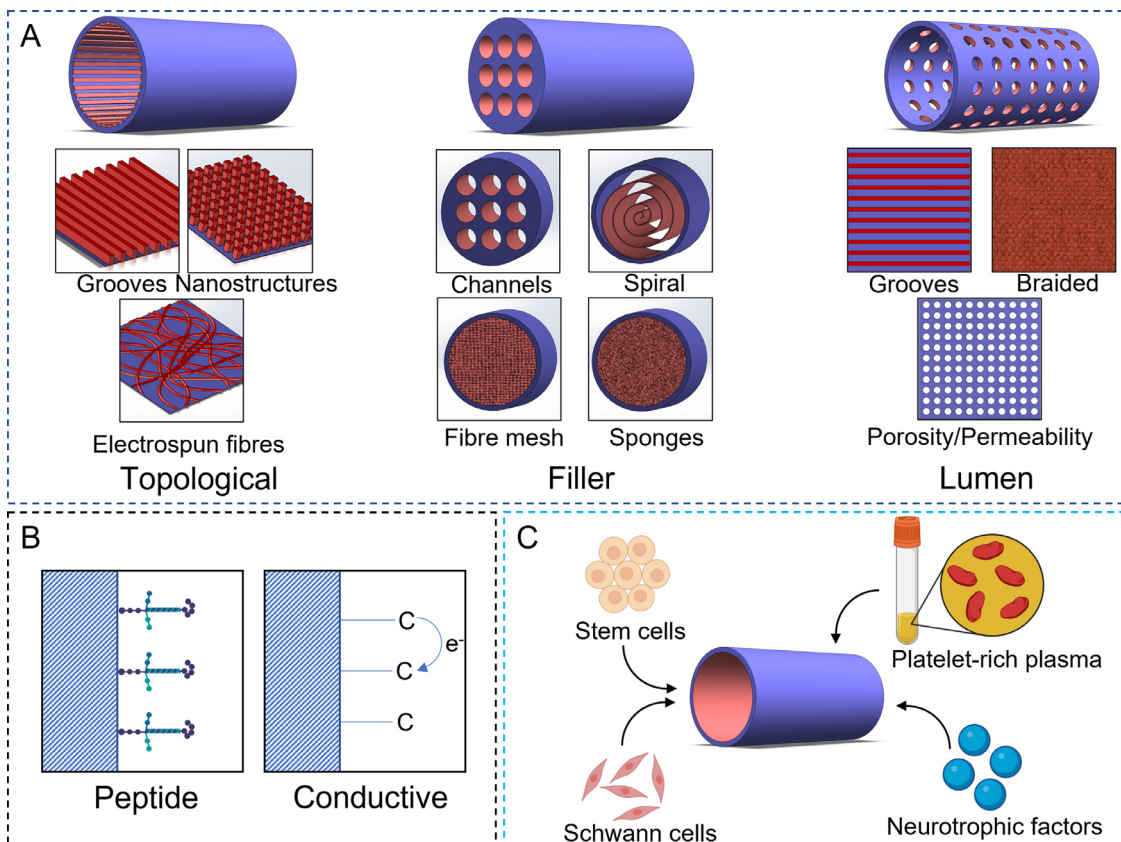 A
Grooves
Nanostructures
Electrospun fibres
Topological
Channels
Spiral
Fibre mesh
Sponges
Filler
Grooves
Braided
Porosity/Permeability
Lumen
B
Peptide
C
C
C
e-
Conductive
C
Stem cells
Schwann cells
Platelet-rich plasma
Neurotrophic factors